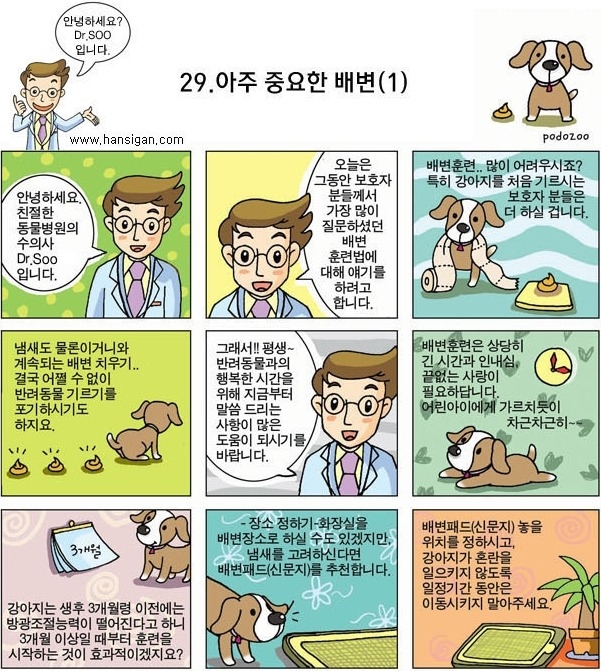 안녕하세요?
Dr.SOO
입니다.
29.아주 중요한 배변(1)
www.hansigan.com
podozoo
안녕하세요.
친절한
동물병원의
수의사
Dr.Soo
입니다.
오늘은
그동안 보호자
분들께서
가장 많이
질문하셨던
배변
훈련법에
대해 얘기를
하려고
합니다.
배변훈련.. 많이 어려우시죠?
특히 강아지를 처음 기르시는
보호자 분들은
더 하실 겁니다.
냄새도 물론이거니와
계속되는 배변 치우기..
결국 어쩔 수 없이
반려동물 기르기를
포기하시기도
하지요.
그래서!! 평생~
반려동물과의
행복한 시간을
위해 지금부터
말씀 드리는
사항이 많은
도움이 되시기를
바랍니다.
배변훈련은 상당히
긴 시간과 인내심,
끝없는 사랑이
필요하답니다.
어린아이에게 가르치듯이
차근차근히~~
3개월
강아지는 생후 3개월령 이전에는
방광조절능력이 떨어진다고 하니
3개월 이상일 때부터 훈련을
시작하는 것이 효과적이겠지요?
- 장소 정하기-화장실을
배변장소로 하실 수도 있겠지만,
냄새를 고려하신다면
배변패드(신문지)를 추천합니다.
배변패드(신문지) 놓을
위치를 정하시고,
강아지가 혼란을
일으키지 않도록
일정기간 동안은
이동시키지 말아주세요.